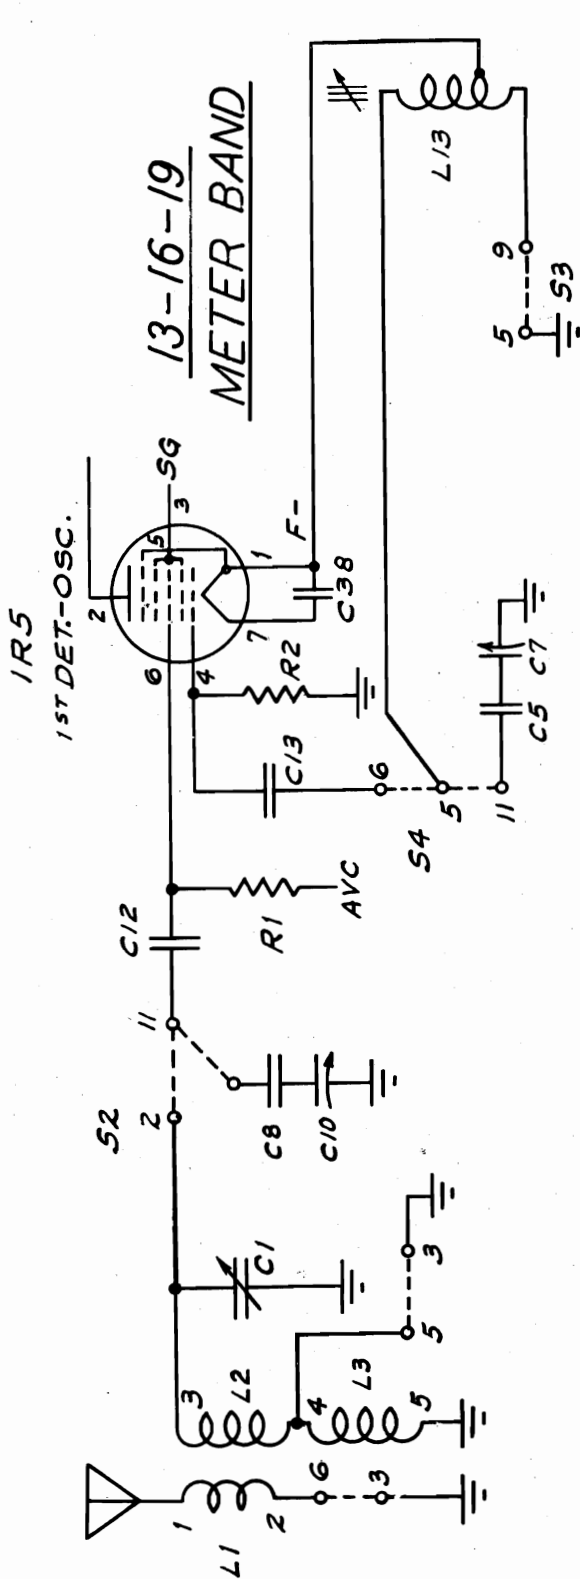 1R5
1ST DET.-OSC.
13-16-19
METER BAND
2
5
SG
3
6
4
7
1
F-
C38
R2
C13
C12
R1
AVC
S2
2
11
C8
C10
C1
3
L2
4
L3
5
5
3
1
L1
2
6
3
6
S4
5
11
C5
C7
L13
9
5
S3